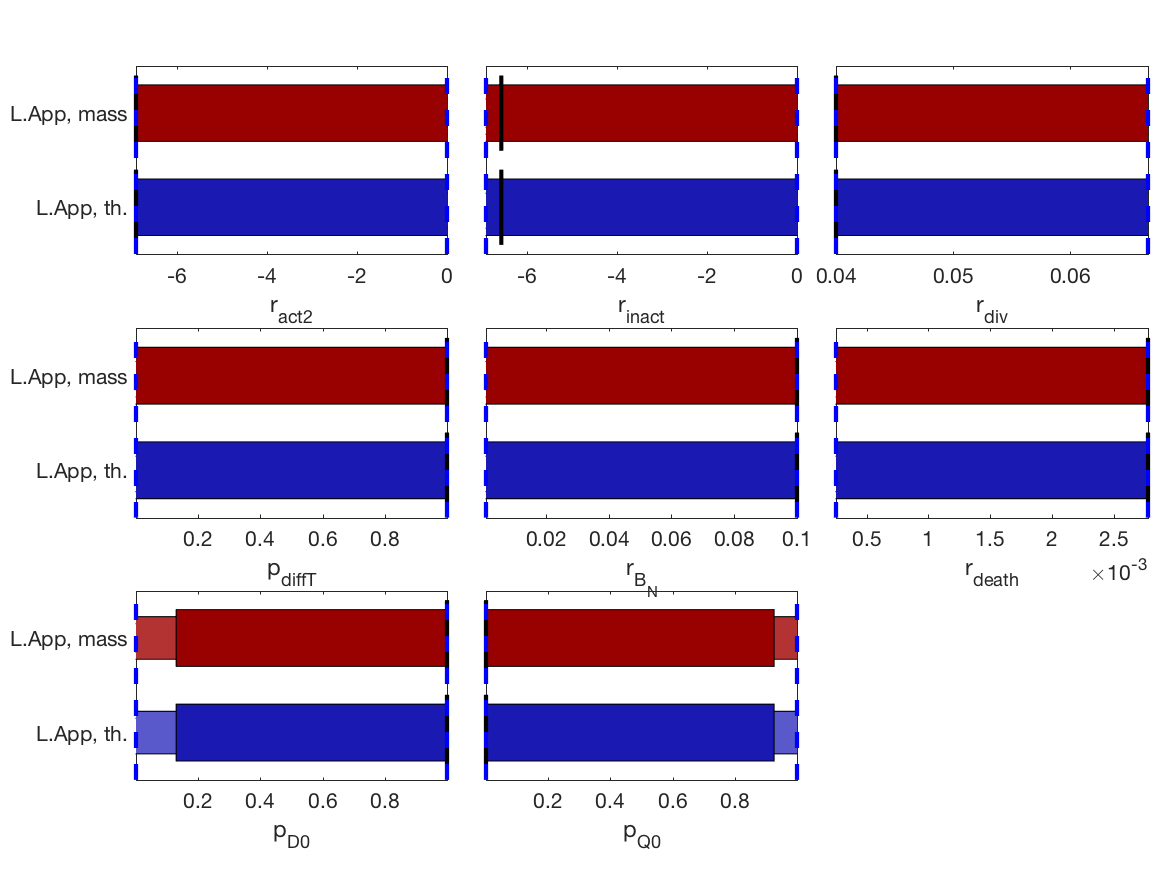 L.App, mass
L.App, th.
-6 -4 -2 0
r_act2
-6 -4 -2 0
r_inact
0.04 0.05 0.06
r_div
L.App, mass
L.App, th.
0.2 0.4 0.6 0.8
p_diffT
0.02 0.04 0.06 0.08 0.1
r_B_N
0.5 1 1.5 2 2.5
×10^-3
r_death
L.App, mass
L.App, th.
0.2 0.4 0.6 0.8
p_D0
0.2 0.4 0.6 0.8
p_Q0